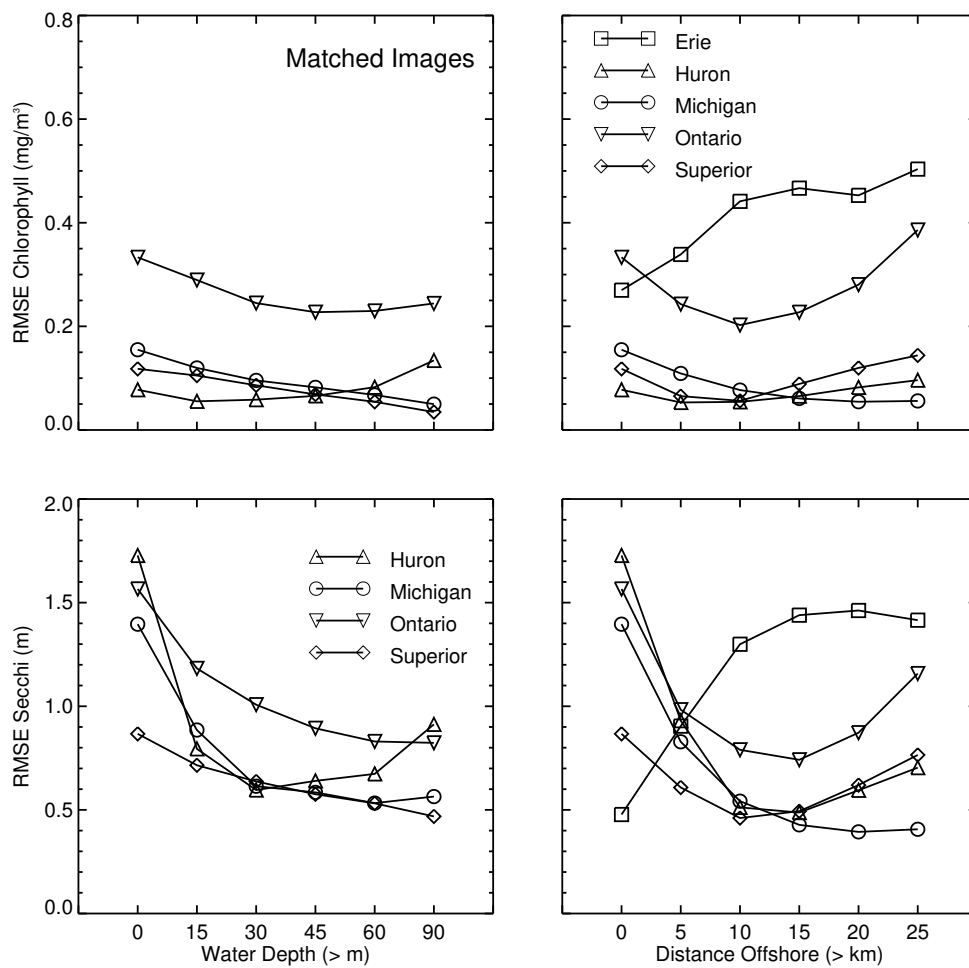 RMSE Chlorophyll (mg/m³)
0.8
0.6
0.4
0.2
0.0
Matched Images
Erie
Huron
Michigan
Ontario
Superior
RMSE Secchi (m)
2.0
1.5
1.0
0.5
0.0
Huron
Michigan
Ontario
Superior
0 15 30 45 60 90
Water Depth (> m)
0 5 10 15 20 25
Distance Offshore (> km)